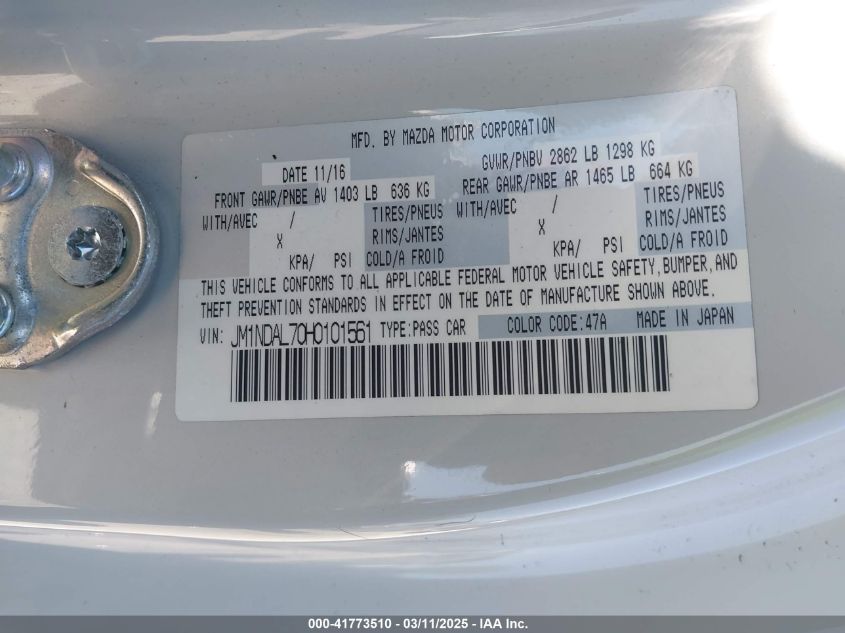 MFD. BY MAZDA MOTOR CORPORATION
DATE 11/16 GVWR/PNBV 2862 LB 1298 KG
FRONT GAWR/PNBE AV 1403 LB 636 KG REAR GAWR/PNBE AR 1465 LB 664 KG
WITH/AVEC / TIRES/PNEUS WITH/AVEC / TIRES/PNEUS
X RIMS/JANTES X RIMS/JANTES
KPA/ PSI COLD/A FROID KPA/ PSI COLD/A FROID
THIS VEHICLE CONFORMS TO ALL APPLICABLE FEDERAL MOTOR VEHICLE SAFETY, BUMPER, AND
THEFT PREVENTION STANDARDS IN EFFECT ON THE DATE OF MANUFACTURE SHOWN ABOVE.
VIN: JM1NDAL70H0101561 TYPE:PASS CAR COLOR CODE:47A MADE IN JAPAN
000-41773510 - 03/11/2025 - IAA Inc.